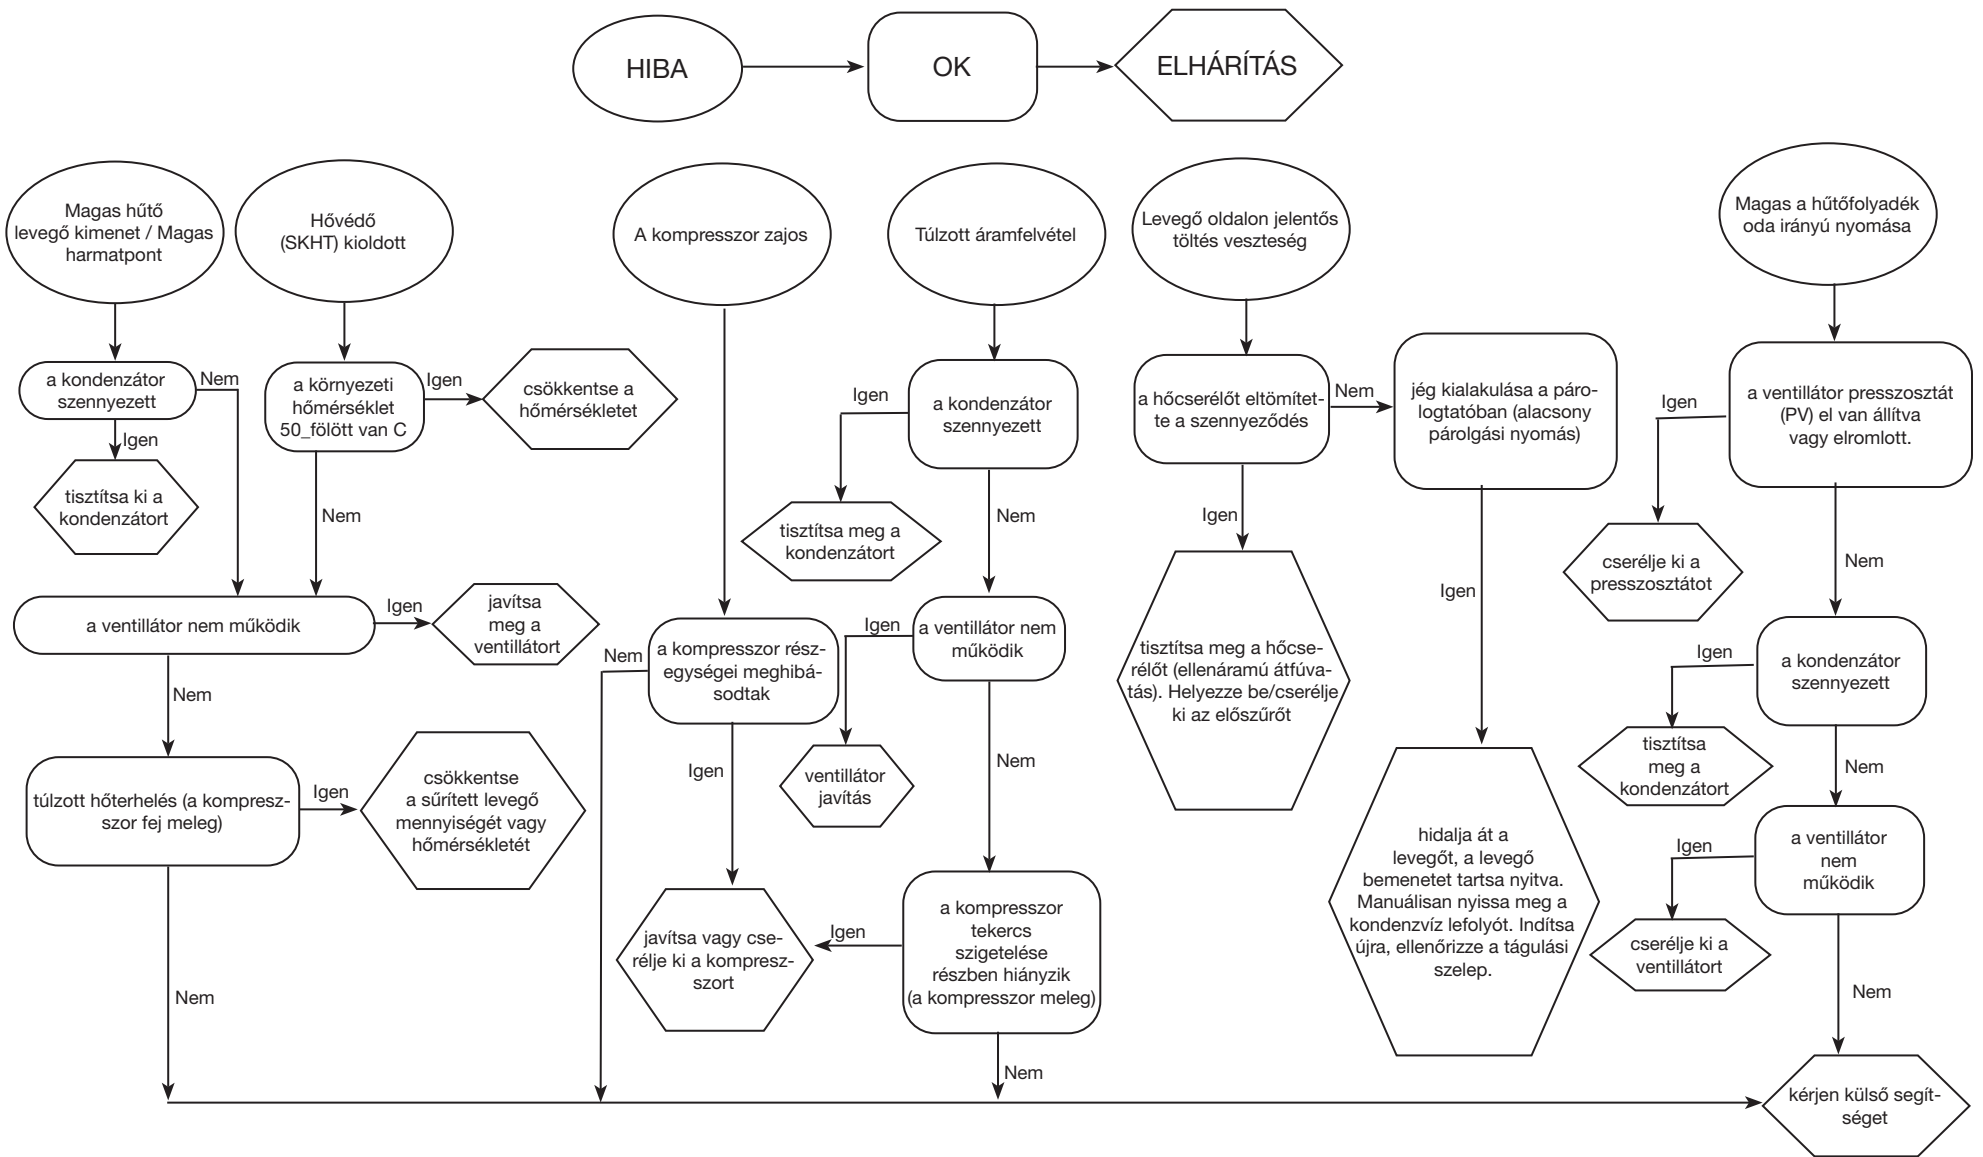 HIBA
OK
ELHÁRÍTÁS
Magas hűtő
levegő kimenet / Magas
harmatpont
Hővédő
(SKHT) kioldott
A kompresszor zajos
Túlzott áramfelvétel
Levegő oldalon jelentős
töltés veszteség
Magas a hűtőfolyadék
oda irányú nyomása
a kondenzátor
szennyezett
Nem
Igen
tisztítsa ki a
kondenzátort
a környezeti
hőmérséklet
50_fölött van C
Igen
csökkentse a
hőmérsékletet
Nem
a ventillátor nem működik
Igen
javítsa
meg a
ventillátort
Nem
túlzott hőterhelés (a kompresz-
szor fej meleg)
Igen
csökkentse
a sűrített levegő
mennyiségét vagy
hőmérsékletét
Nem
a kompresszor rész-
egységei meghibá-
sodtak
Nem
Igen
javítsa vagy cse-
rélje ki a kompresz-
szort
a kondenzátor
szennyezett
Igen
tisztítsa meg a
kondenzátort
Nem
a ventillátor nem
működik
Igen
ventillátor
javítás
Nem
a kompresszor
tekercs
szigetelése
részben hiányzik
(a kompresszor meleg)
Igen
Nem
a hőcserélőt eltömítet-
te a szennyeződés
Nem
Igen
tisztítsa meg a hőcse-
rélőt (ellenáramú átfúva-
tás). Helyezze be/cserélje
ki az előszűrőt
jég kialakulása a páro-
logtatóban (alacsony
párolgási nyomás)
Igen
hidalja át a
levegőt, a levegő
bemenetet tartsa nyitva.
Manuálisan nyissa meg a
kondenzvíz lefolyót. Indítsa
újra, ellenőrizze a tágulási
szelep.
a ventillátor presszosztát
(PV) el van állítva
vagy elromlott.
Igen
cserélje ki a
presszosztátot
Nem
a kondenzátor
szennyezett
Igen
tisztítsa
meg a
kondenzátort
Nem
a ventillátor
nem
működik
Igen
cserélje ki a
ventillátort
Nem
kérjen külső segít-
séget